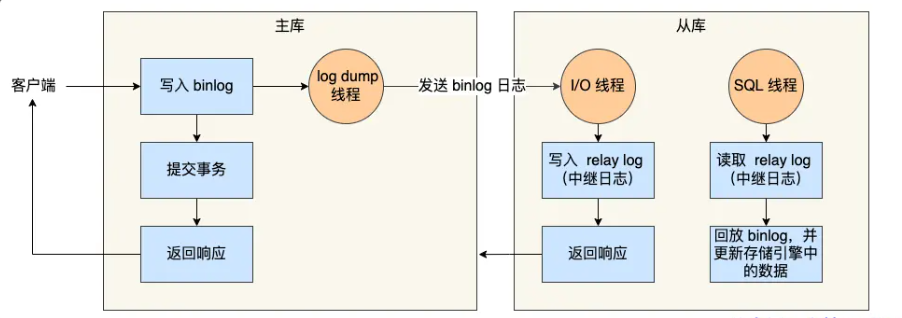 主库
从库
客户端
写入 binlog
log dump
线程
发送 binlog 日志
I/O 线程
SQL 线程
提交事务
写入 relay log
（中继日志）
读取 relay log
（中继日志）
返回响应
返回响应
回放 binlog，并
更新存储引擎中
的数据